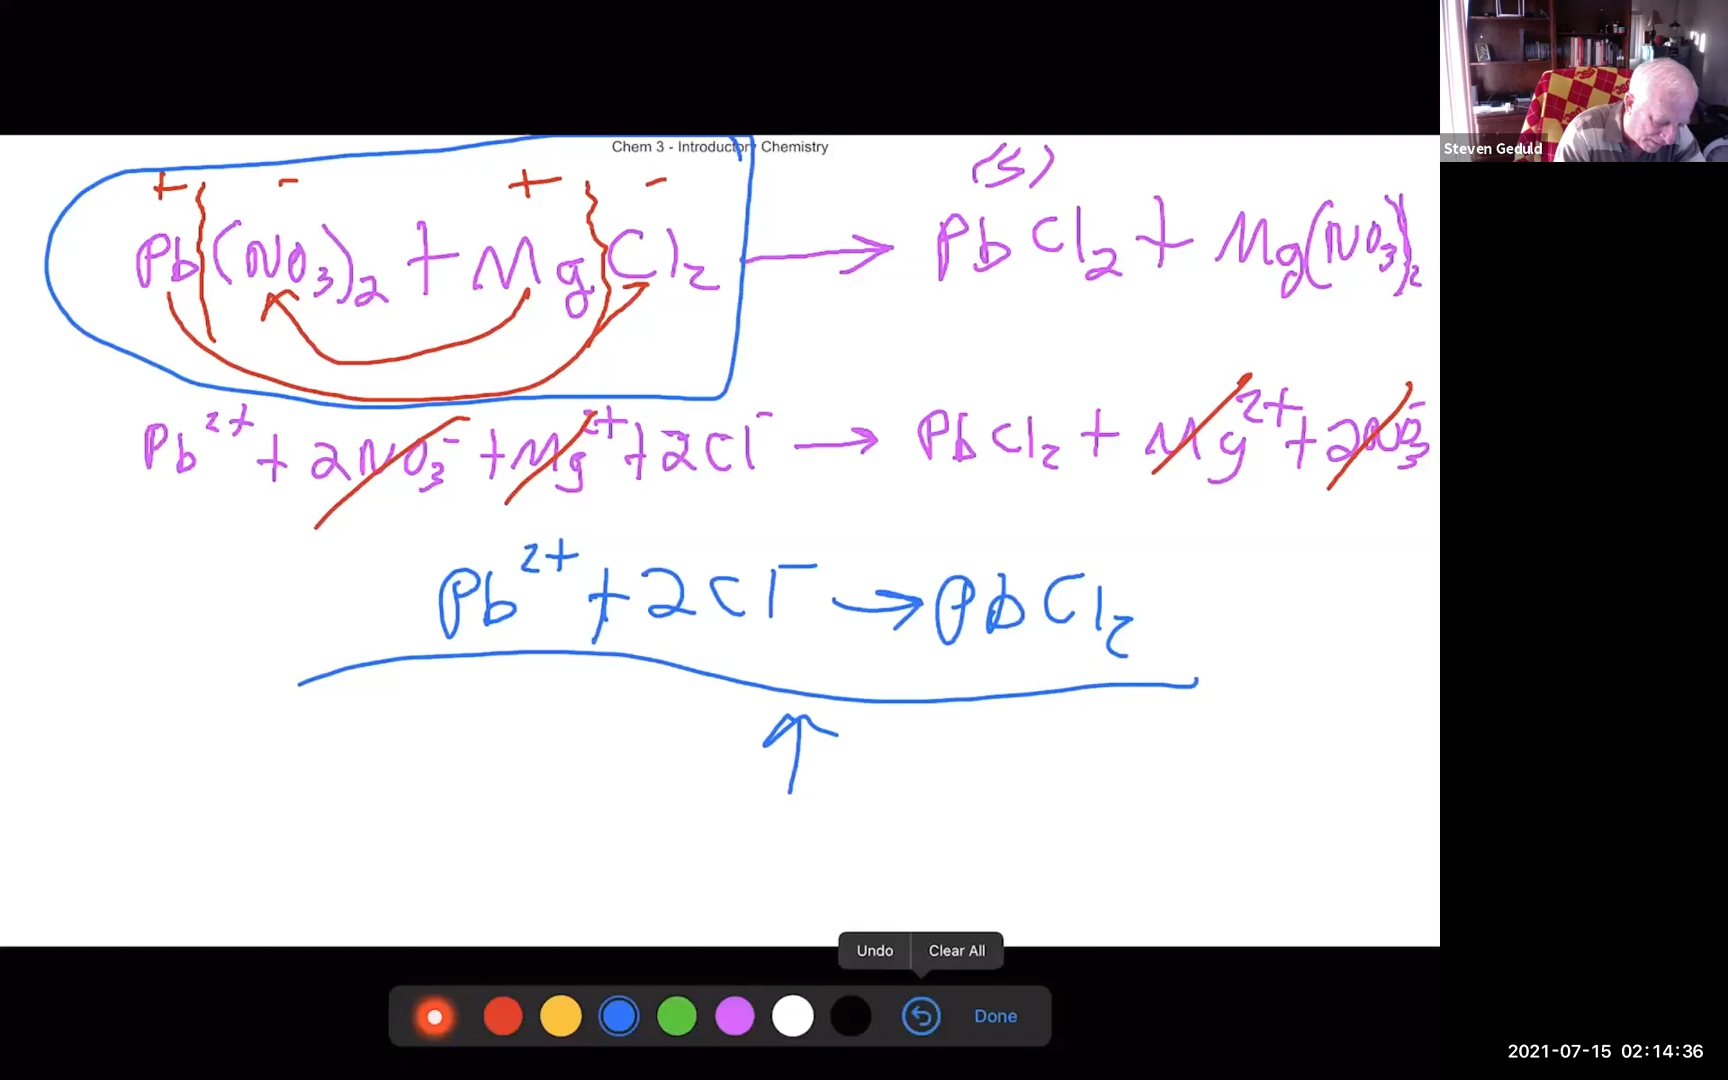 Steven Geduld
Chem 3 - Introductory Chemistry
(s)
+ - + -
Pb(NO₃)₂ + MgCl₂ → PbCl₂ + Mg(NO₃)₂
Pb²⁺ + 2NO₃⁻ + Mg²⁺ + 2Cl⁻ → PbCl₂ + Mg²⁺ + 2NO₃⁻
Pb²⁺ + 2Cl⁻ → PbCl₂
↑
Undo Clear All
Done
2021-07-15 02:14:36